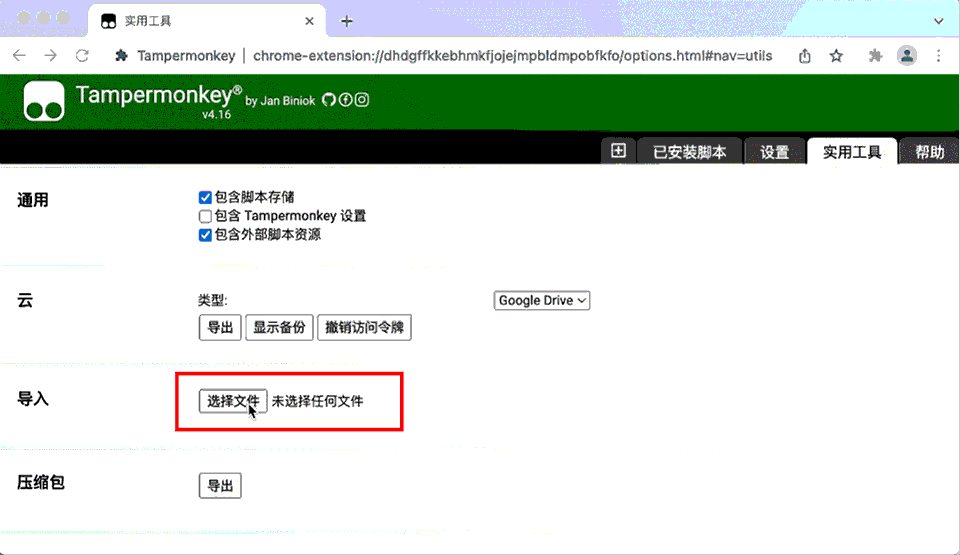 实用工具
Tampermonkey | chrome-extension://dhdgffkkebhmkfjojejmpbldmpobfkfo/options.html#nav=utils
Tampermonkey® by Jan Biniok
v4.16
已安装脚本 设置 实用工具 帮助
通用
包含脚本存储
包含 Tampermonkey 设置
包含外部脚本资源
云
类型:
Google Drive
导出 显示备份 撤销访问令牌
导入
选择文件 未选择任何文件
压缩包
导出